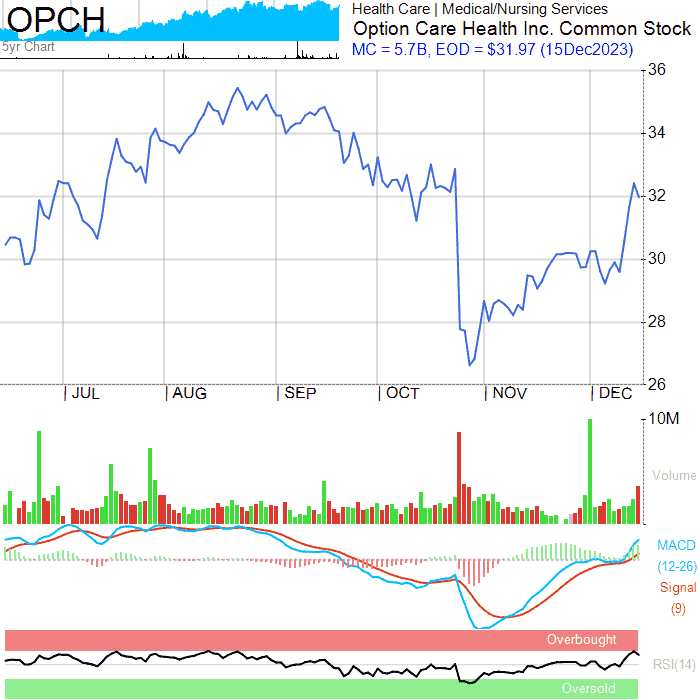 OPCH
5yr Chart
Health Care | Medical/Nursing Services
Option Care Health Inc. Common Stock
MC = 5.7B, EOD = $31.97 (15Dec2023)
36
34
32
30
28
26
JUL AUG SEP OCT NOV DEC
10M
Volume
MACD
(12-26)
Signal
(9)
Overbought
RSI(14)
Oversold